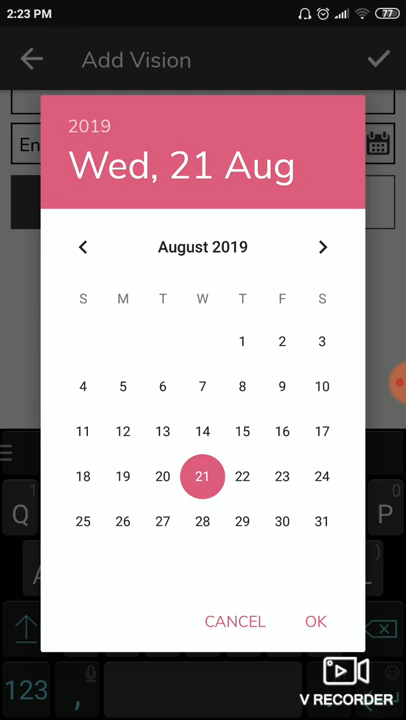 2:23 PM 77
Add Vision
2019
Wed, 21 Aug
En
August 2019
S M T W T F S
1 2 3
4 5 6 7 8 9 10
11 12 13 14 15 16 17
18 19 20 21 22 23 24
25 26 27 28 29 30 31
CANCEL OK
1 0
Q P
A L
)
123 ,
V RECORDER